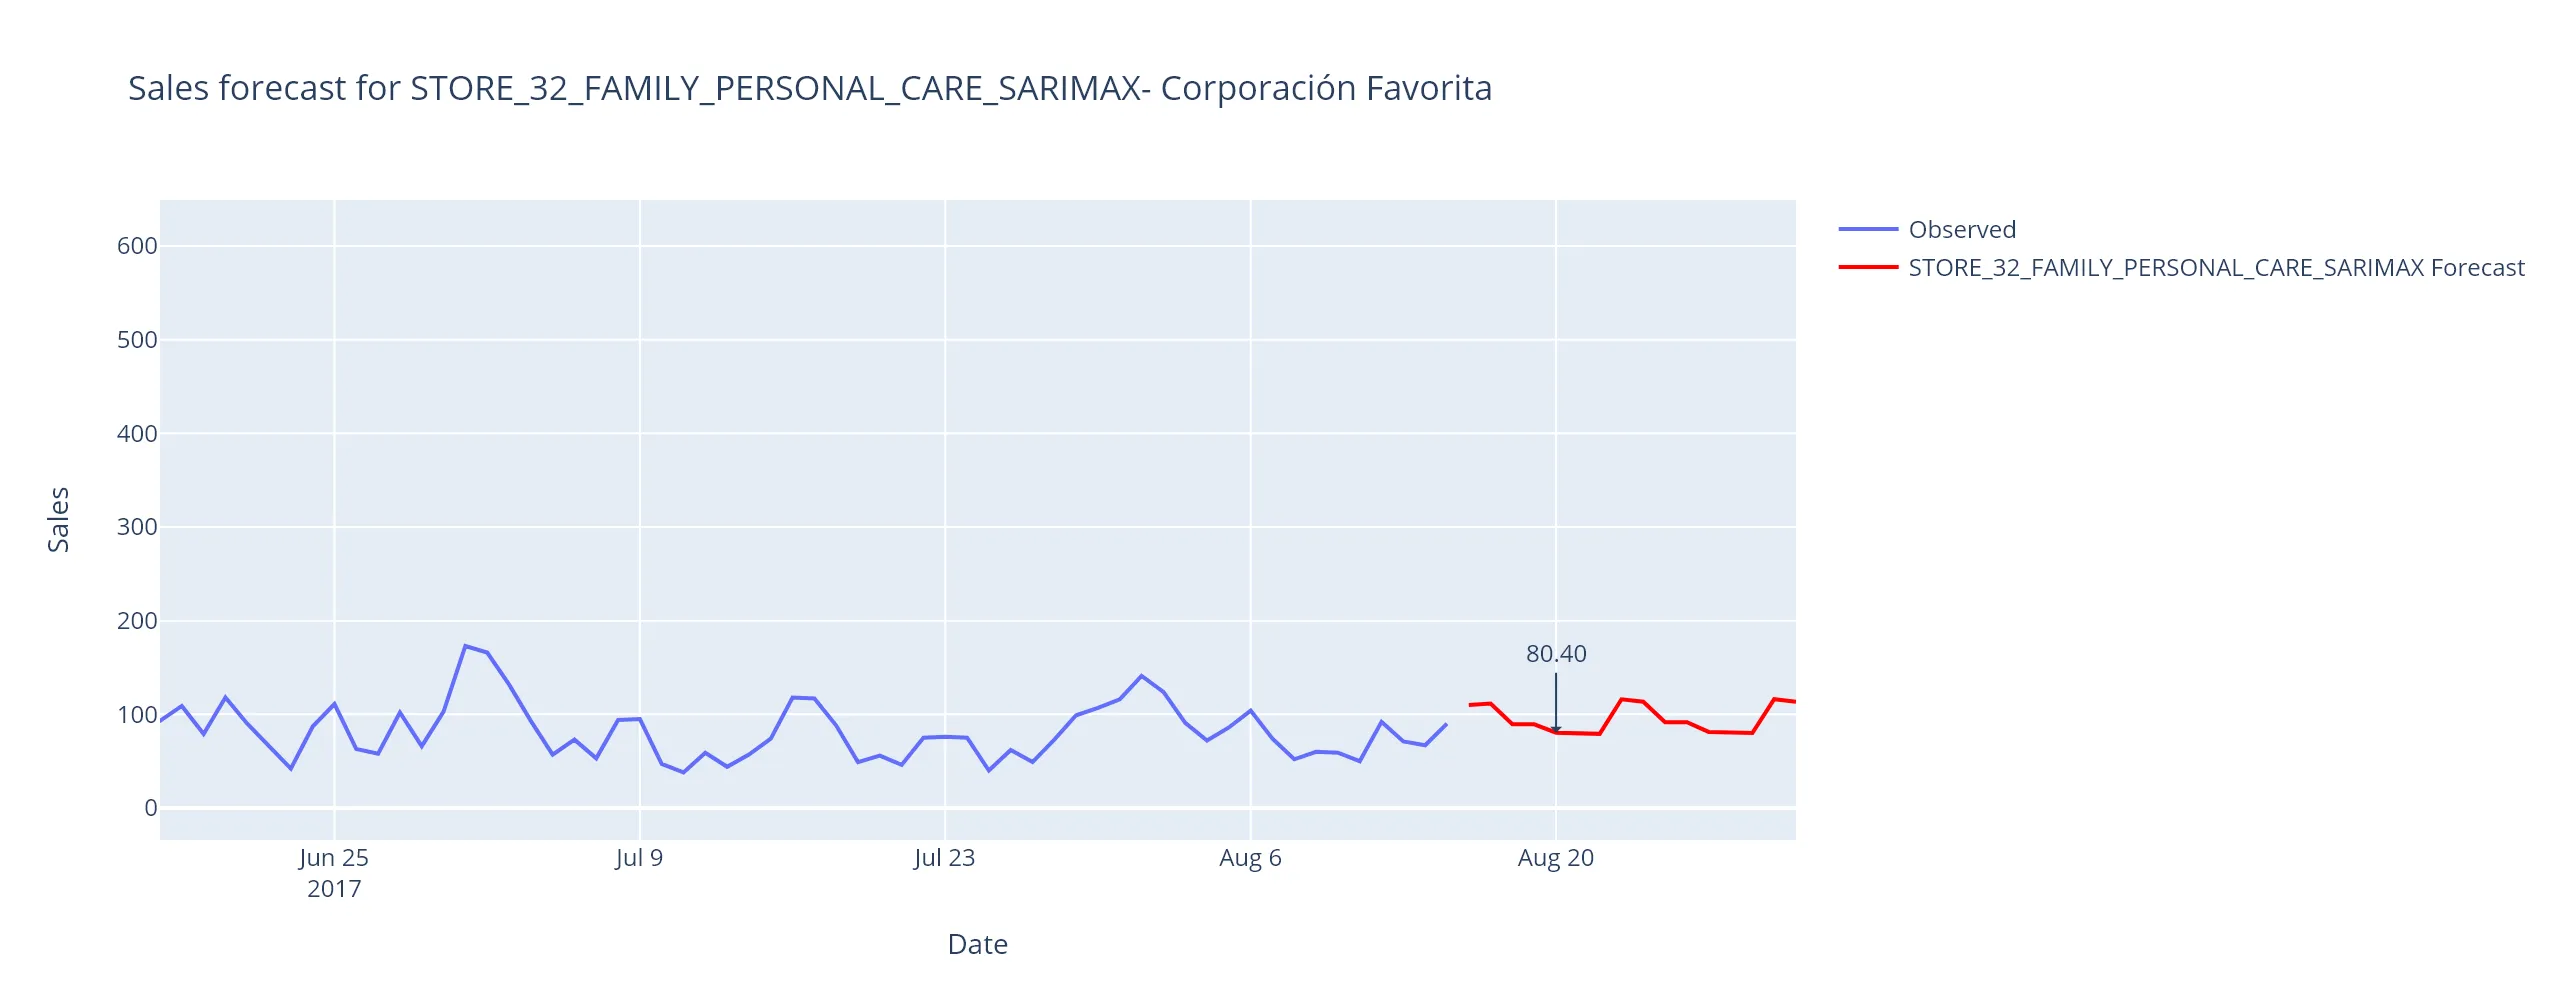 Sales forecast for STORE_32_FAMILY_PERSONAL_CARE_SARIMAX- Corporación Favorita
Observed
STORE_32_FAMILY_PERSONAL_CARE_SARIMAX Forecast
600
500
400
300
200
100
0
Sales
80.40
Jun 25
2017
Jul 9
Jul 23
Aug 6
Aug 20
Date